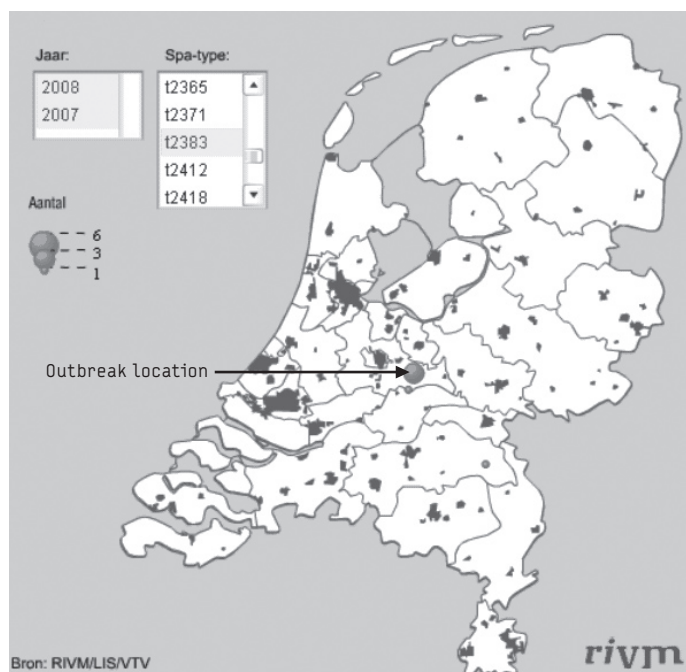 Jaar:
2008
2007
Spa-type:
t2365
t2371
t2383
t2412
t2418
Aantal
6
3
1
Outbreak location
Bron: RIVM/LIS/VTV
rivm